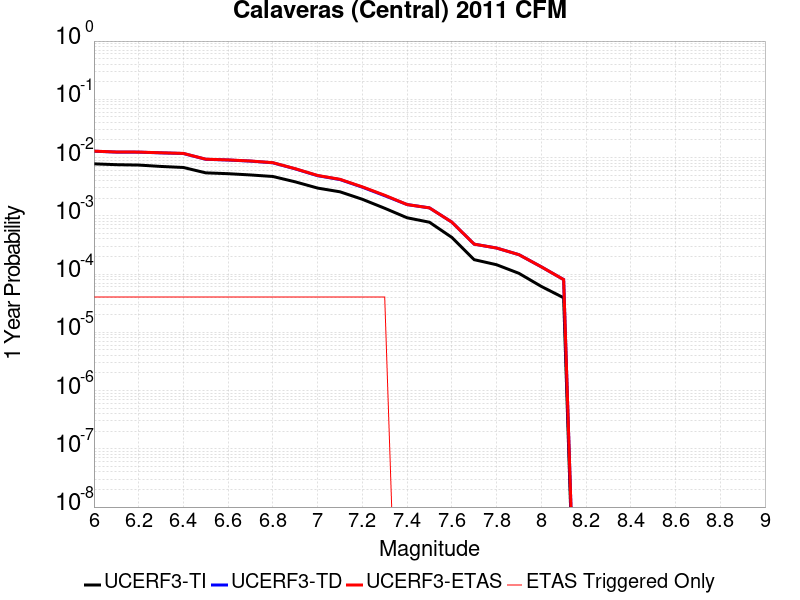 Calaveras (Central) 2011 CFM
10^0
10^-1
10^-2
10^-3
10^-4
10^-5
10^-6
10^-7
10^-8
1 Year Probability
6 6.2 6.4 6.6 6.8 7 7.2 7.4 7.6 7.8 8 8.2 8.4 8.6 8.8 9
Magnitude
UCERF3-TI UCERF3-TD UCERF3-ETAS ETAS Triggered Only